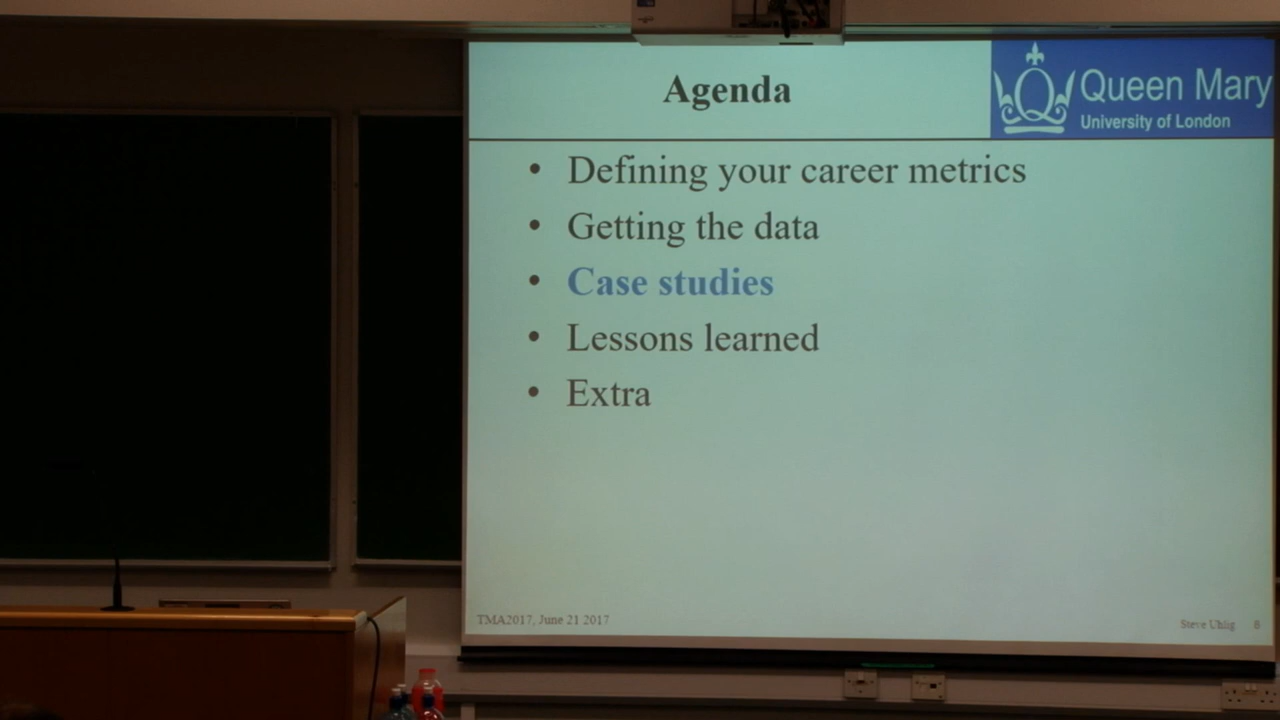 Agenda
Queen Mary
University of London
• Defining your career metrics
• Getting the data
• Case studies
• Lessons learned
• Extra
TMA2017, June 21 2017
Steve Uhlig